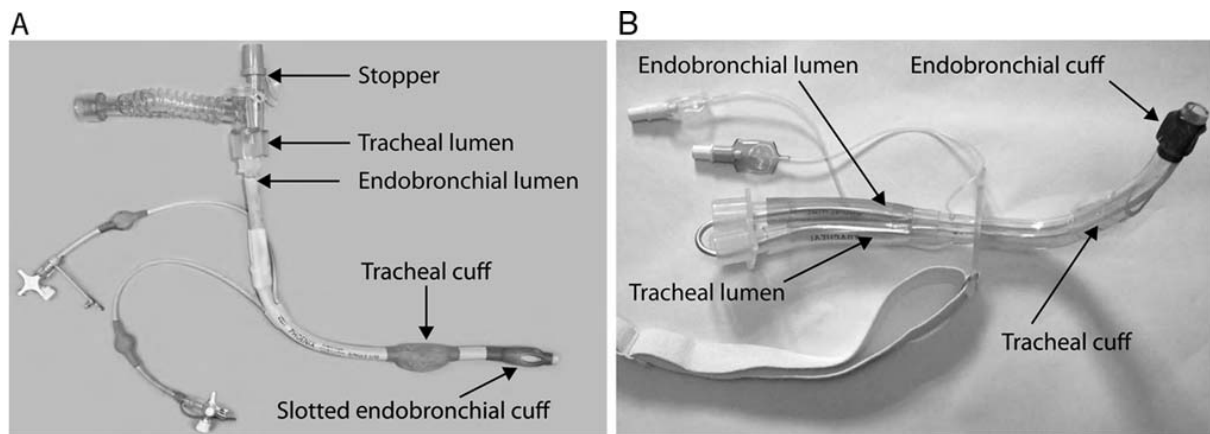 A
Stopper
Tracheal lumen
Endobronchial lumen
Tracheal cuff
Slotted endobronchial cuff
B
Endobronchial lumen
Endobronchial cuff
Tracheal lumen
Tracheal cuff